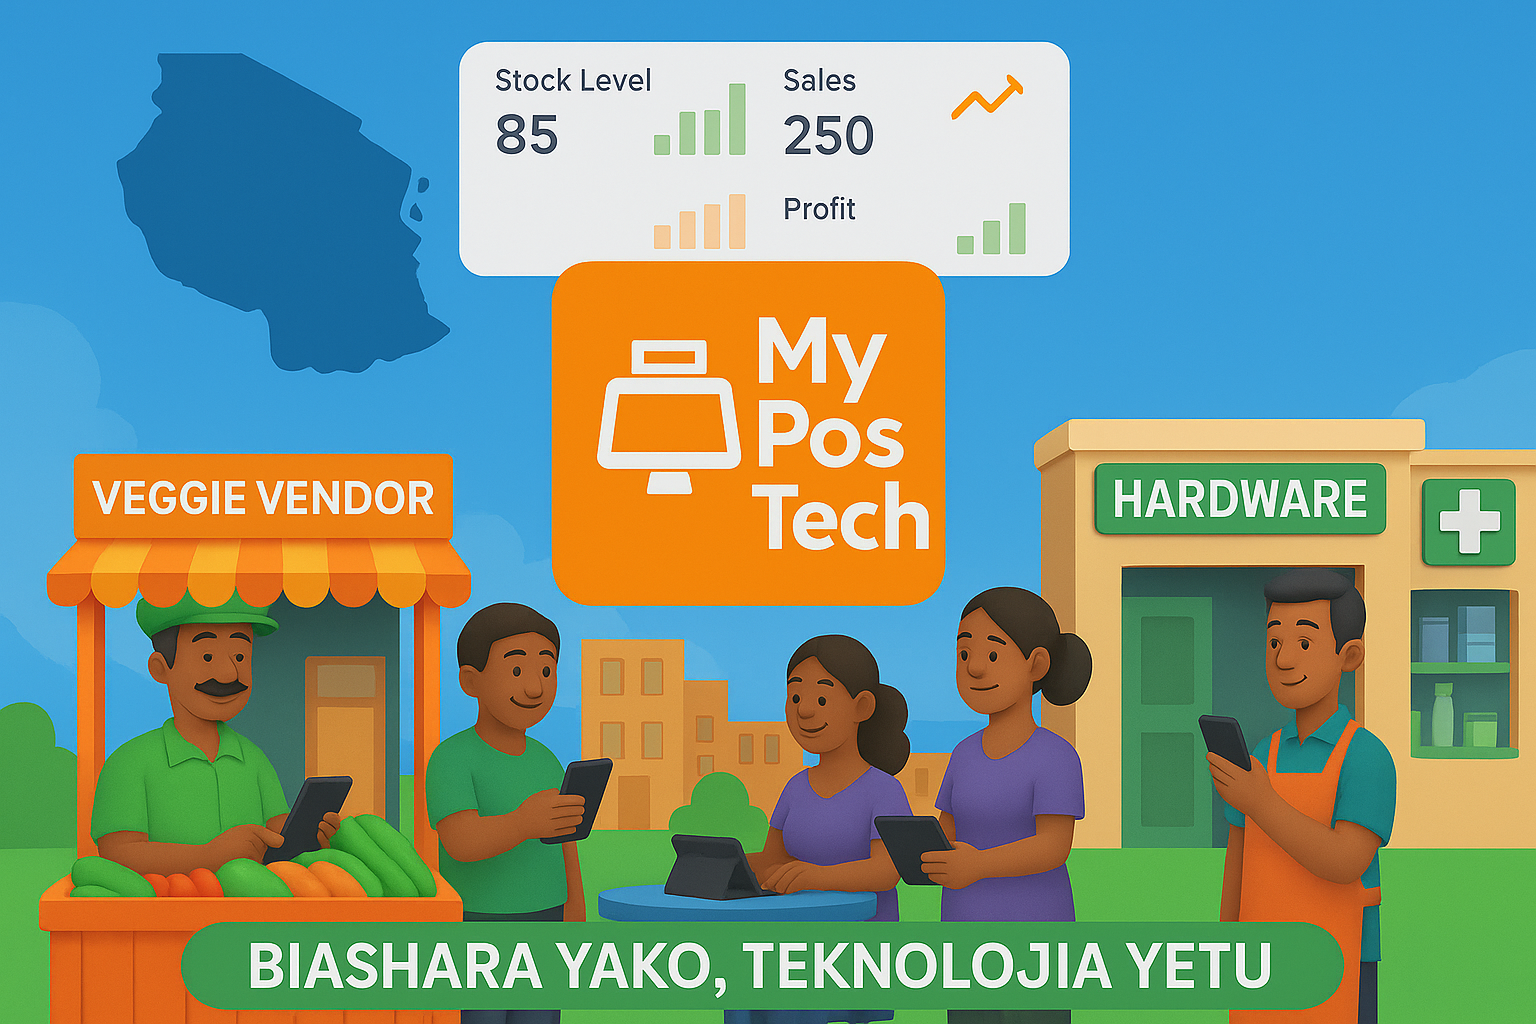 Stock Level
85
Sales
250
Profit
My
Pos
Tech
VEGGIE VENDOR
HARDWARE
BIASHARA YAKO, TEKNOLOJIA YETU